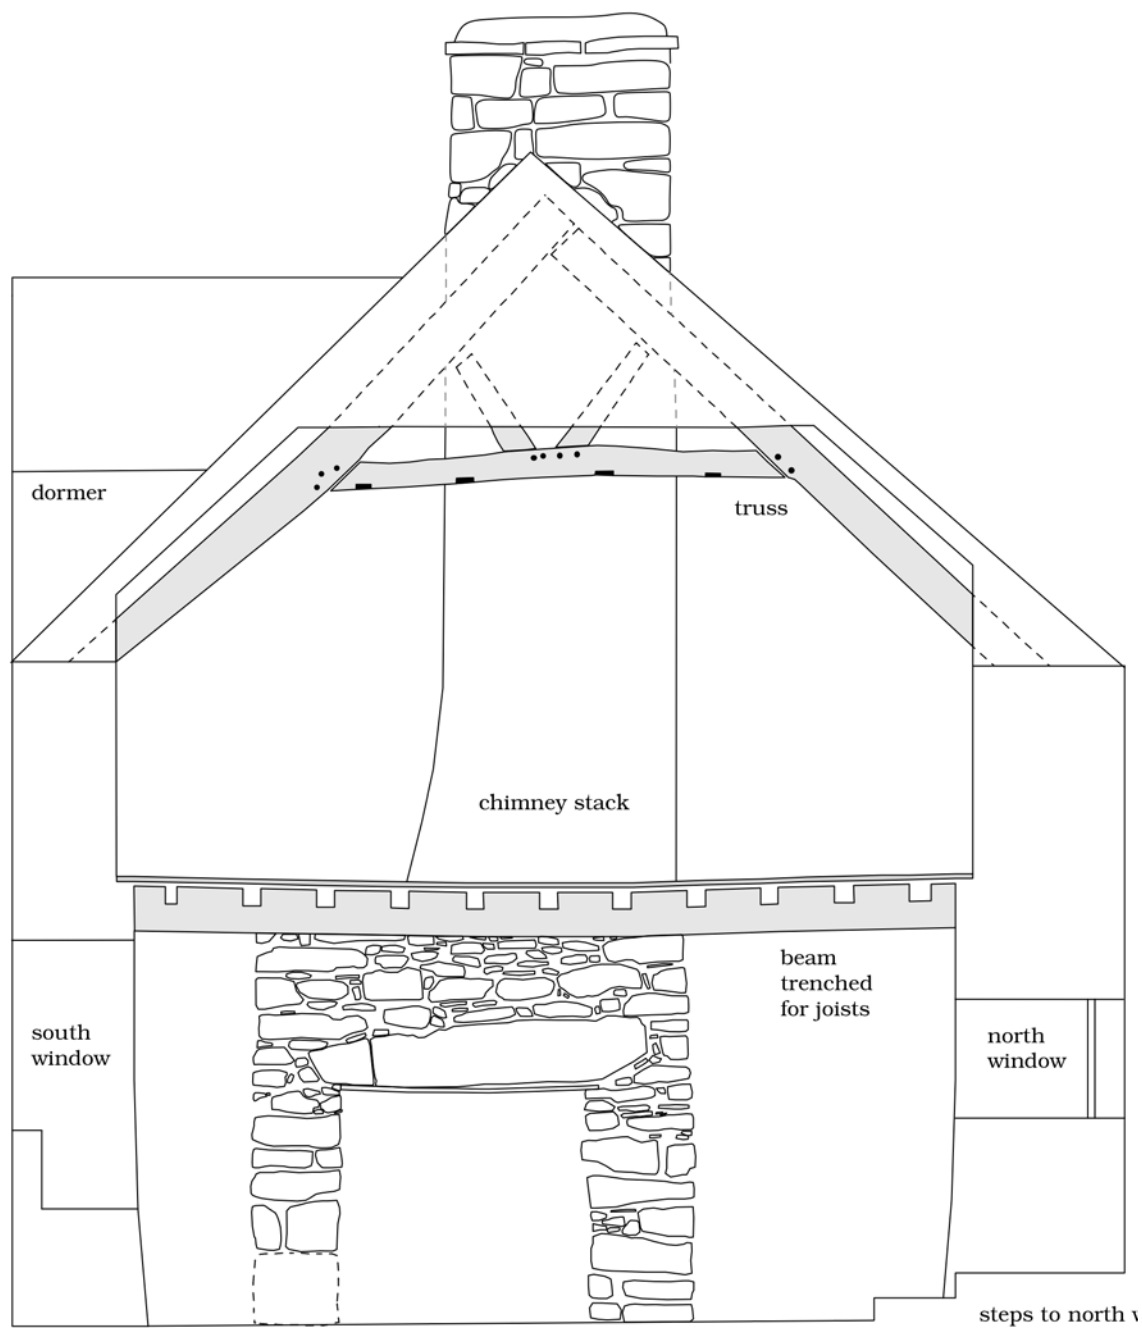 dormer
truss
chimney stack
beam
trenched
for joists
south
window
north
window
steps to north